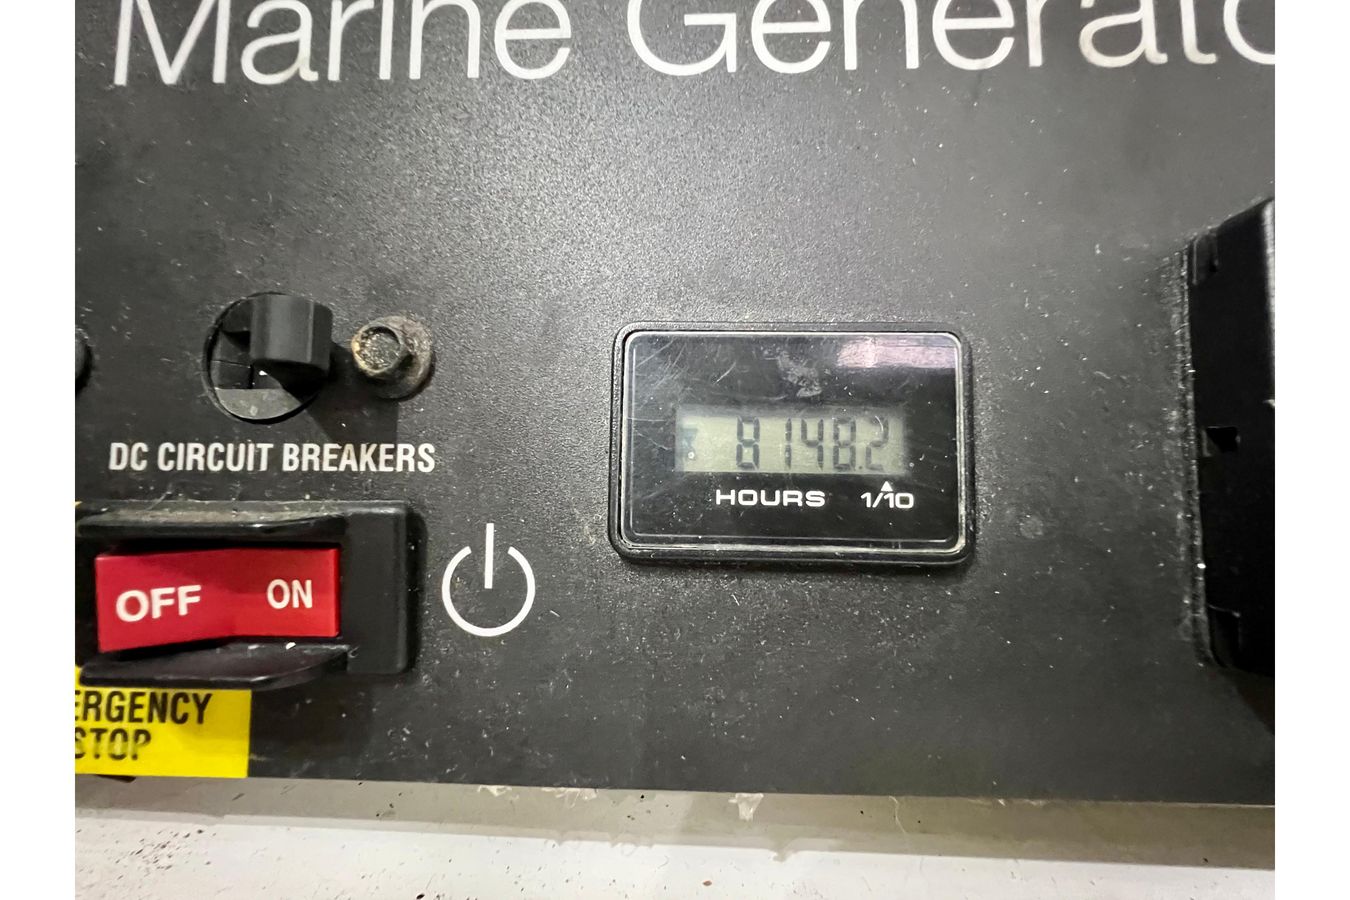 Marine Generato
DC CIRCUIT BREAKERS
8148.2
HOURS 1/10
OFF ON
ERGENCY
STOP